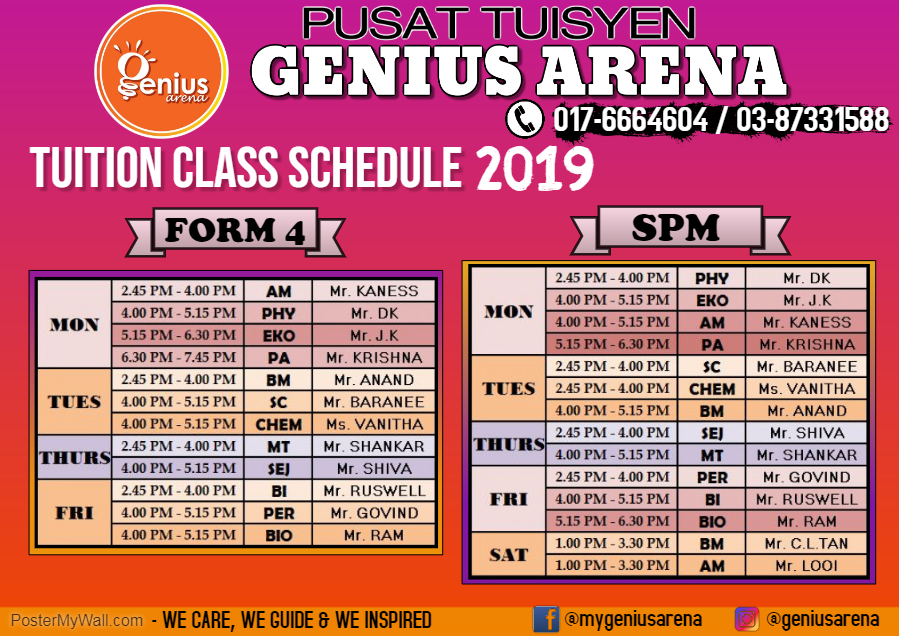 PUSAT TUISYEN
genius
arena
GENIUS ARENA
017-6664604 / 03-87331588
TUITION CLASS SCHEDULE 2019
FORM 4
MON
2.45 PM - 4.00 PM AM Mr. KANESS
4.00 PM - 5.15 PM PHY Mr. DK
5.15 PM - 6.30 PM EKO Mr. J.K
6.30 PM - 7.45 PM PA Mr. KRISHNA
TUES
2.45 PM - 4.00 PM BM Mr. ANAND
4.00 PM - 5.15 PM SC Mr. BARANEE
4.00 PM - 5.15 PM CHEM Ms. VANITHA
THURS
2.45 PM - 4.00 PM MT Mr. SHANKAR
4.00 PM - 5.15 PM SEJ Mr. SHIVA
FRI
2.45 PM - 4.00 PM BI Mr. RUSWELL
4.00 PM - 5.15 PM PER Mr. GOVIND
4.00 PM - 5.15 PM BIO Mr. RAM
SPM
MON
2.45 PM - 4.00 PM PHY Mr. DK
4.00 PM - 5.15 PM EKO Mr. J.K
4.00 PM - 5.15 PM AM Mr. KANESS
5.15 PM - 6.30 PM PA Mr. KRISHNA
TUES
2.45 PM - 4.00 PM SC Mr. BARANEE
2.45 PM - 4.00 PM CHEM Ms. VANITHA
4.00 PM - 5.15 PM BM Mr. ANAND
THURS
2.45 PM - 4.00 PM SEJ Mr. SHIVA
4.00 PM - 5.15 PM MT Mr. SHANKAR
FRI
2.45 PM - 4.00 PM PER Mr. GOVIND
4.00 PM - 5.15 PM BI Mr. RUSWELL
5.15 PM - 6.30 PM BIO Mr. RAM
SAT
1.00 PM - 3.30 PM BM Mr. C.L.TAN
1.00 PM - 3.30 PM AM Mr. LOOI
PosterMyWall.com - WE CARE, WE GUIDE & WE INSPIRED
@mygeniusarena
@geniusarena